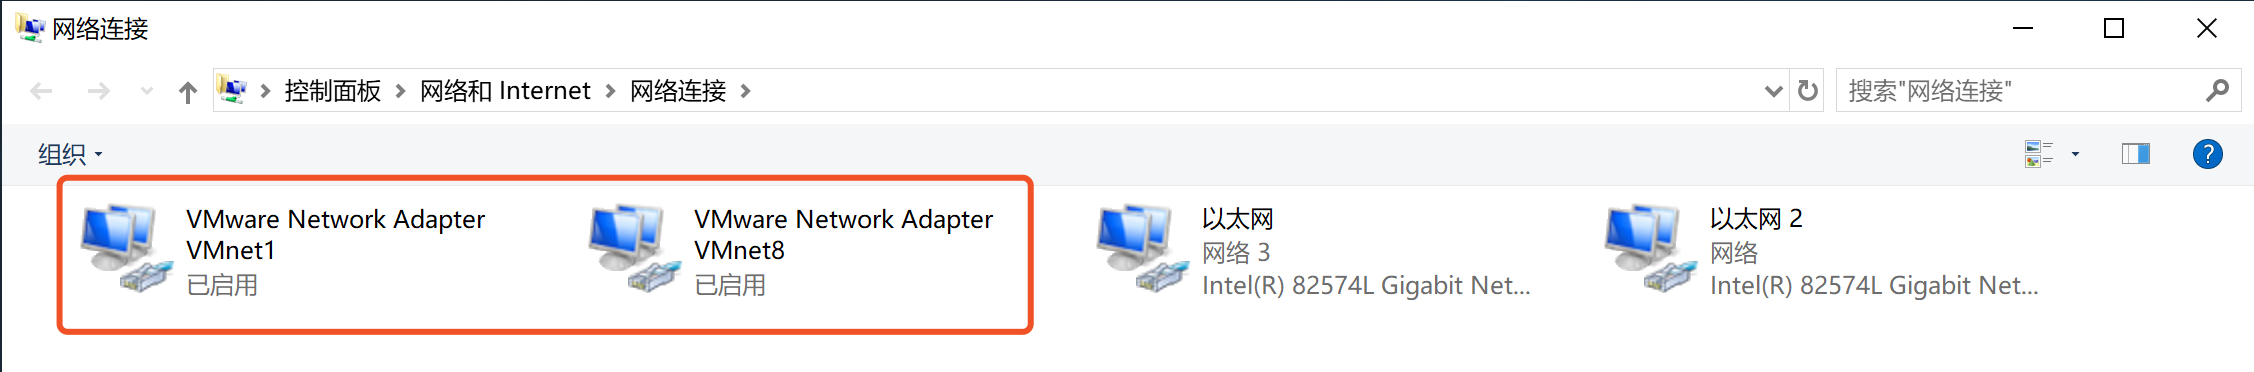 网络连接
控制面板 网络和 Internet 网络连接
搜索"网络连接"
组织
?
VMware Network Adapter
VMnet1
已启用
VMware Network Adapter
VMnet8
已启用
以太网
网络 3
Intel(R) 82574L Gigabit Net...
以太网 2
网络
Intel(R) 82574L Gigabit Net...